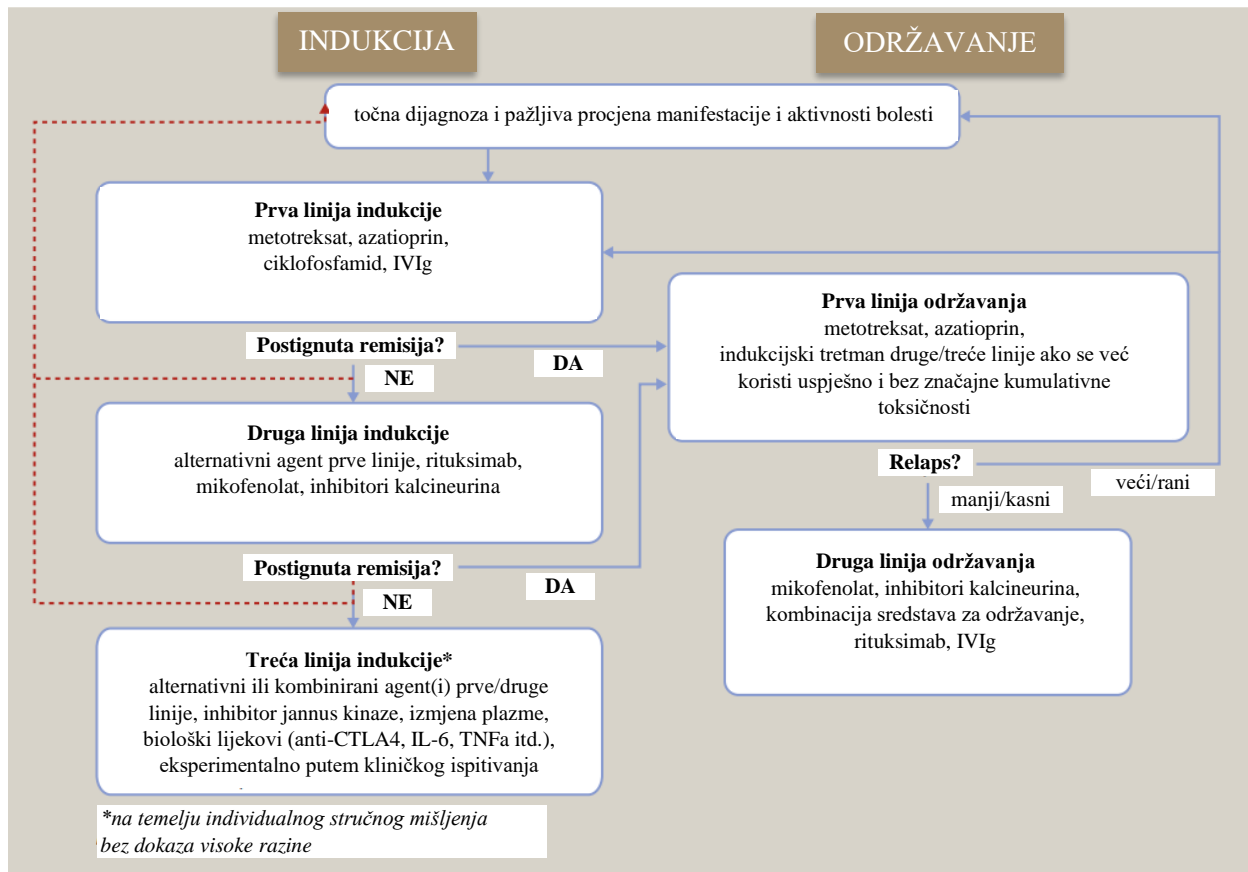 INDUKCIJA
ODRŽAVANJE
točna dijagnoza i pažljiva procjena manifestacije i aktivnosti bolesti
Prva linija indukcije
metotreksat, azatioprin,
ciklofosfamid, IVIg
Postignuta remisija?
DA
NE
Prva linija održavanja
metotreksat, azatioprin,
indukcijski tretman druge/treće linije ako se već
koristi uspješno i bez značajne kumulativne
toksičnosti
Druga linija indukcije
alternativni agent prve linije, rituksimab,
mikofenolat, inhibitori kalcineurina
Relaps?
veći/rani
manji/kasni
Postignuta remisija?
DA
NE
Druga linija održavanja
mikofenolat, inhibitori kalcineurina,
kombinacija sredstava za održavanje,
rituksimab, IVIg
Treća linija indukcije*
alternativni ili kombinirani agent(i) prve/druge
linije, inhibitor jannus kinaze, izmjena plazme,
biološki lijekovi (anti-CTLA4, IL-6, TNFa itd.),
eksperimentalno putem kliničkog ispitivanja
*na temelju individualnog stručnog mišljenja
bez dokaza visoke razine